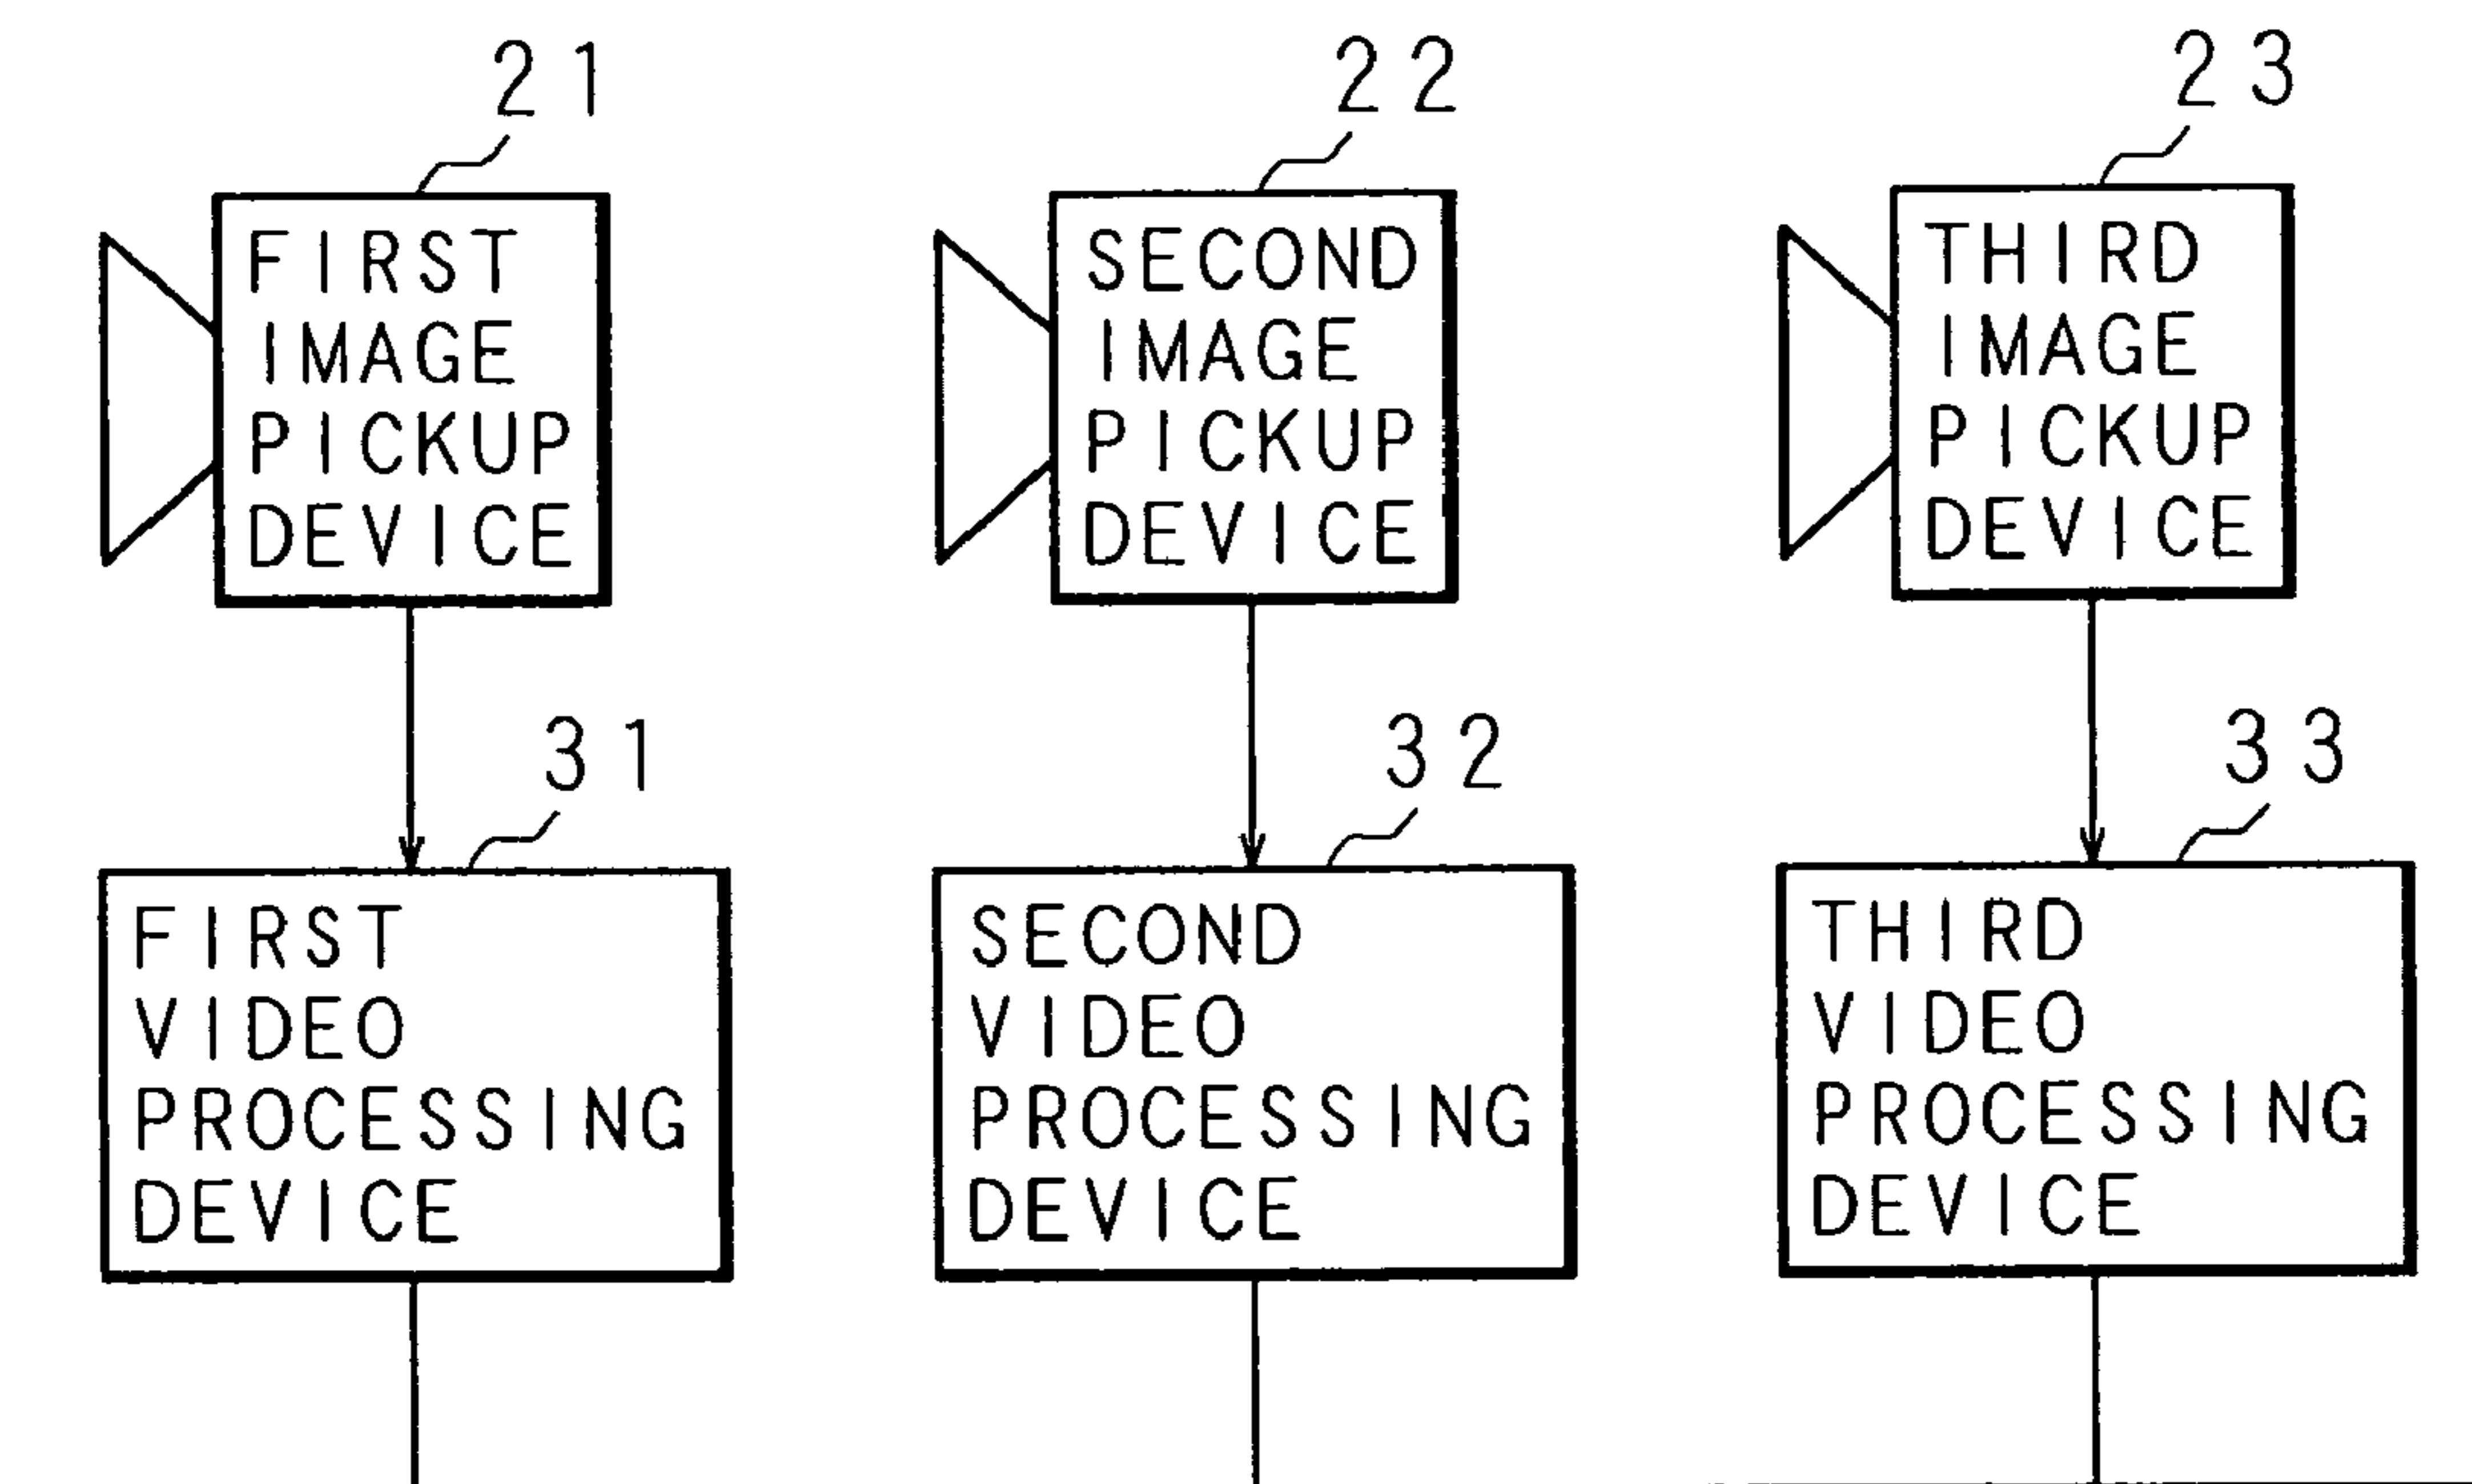 21
FIRST
IMAGE
PICKUP
DEVICE
22
SECOND
IMAGE
PICKUP
DEVICE
23
THIRD
IMAGE
PICKUP
DEVICE
31
FIRST
VIDEO
PROCESSING
DEVICE
32
SECOND
VIDEO
PROCESSING
DEVICE
33
THIRD
VIDEO
PROCESSING
DEVICE